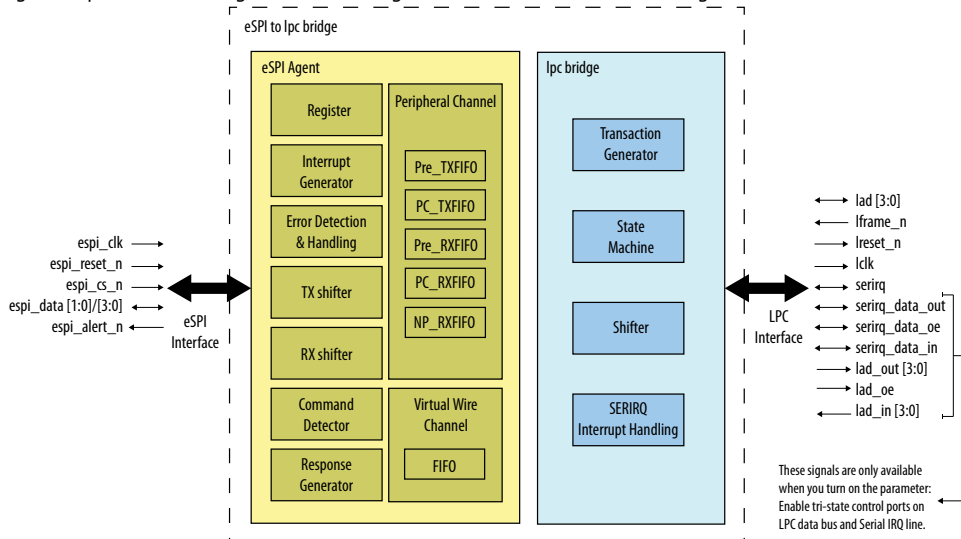 eSPI to lpc bridge
eSPI Agent
Register
Interrupt
Generator
Error Detection
& Handling
TX shifter
RX shifter
Command
Detector
Response
Generator
Peripheral Channel
Pre_TXFIFO
PC_TXFIFO
Pre_RXFIFO
PC_RXFIFO
NP_RXFIFO
Virtual Wire
Channel
FIFO
lpc bridge
Transaction
Generator
State
Machine
Shifter
SERIRQ
Interrupt Handling
espi_clk
espi_reset_n
espi_cs_n
espi_data [1:0]/[3:0]
espi_alert_n
eSPI
Interface
LPC
Interface
lad [3:0]
lframe_n
lreset_n
lclk
serirq
serirq_data_out
serirq_data_oe
serirq_data_in
lad_out [3:0]
lad_oe
lad_in [3:0]
These signals are only available
when you turn on the parameter:
Enable tri-state control ports on
LPC data bus and Serial IRQ line.